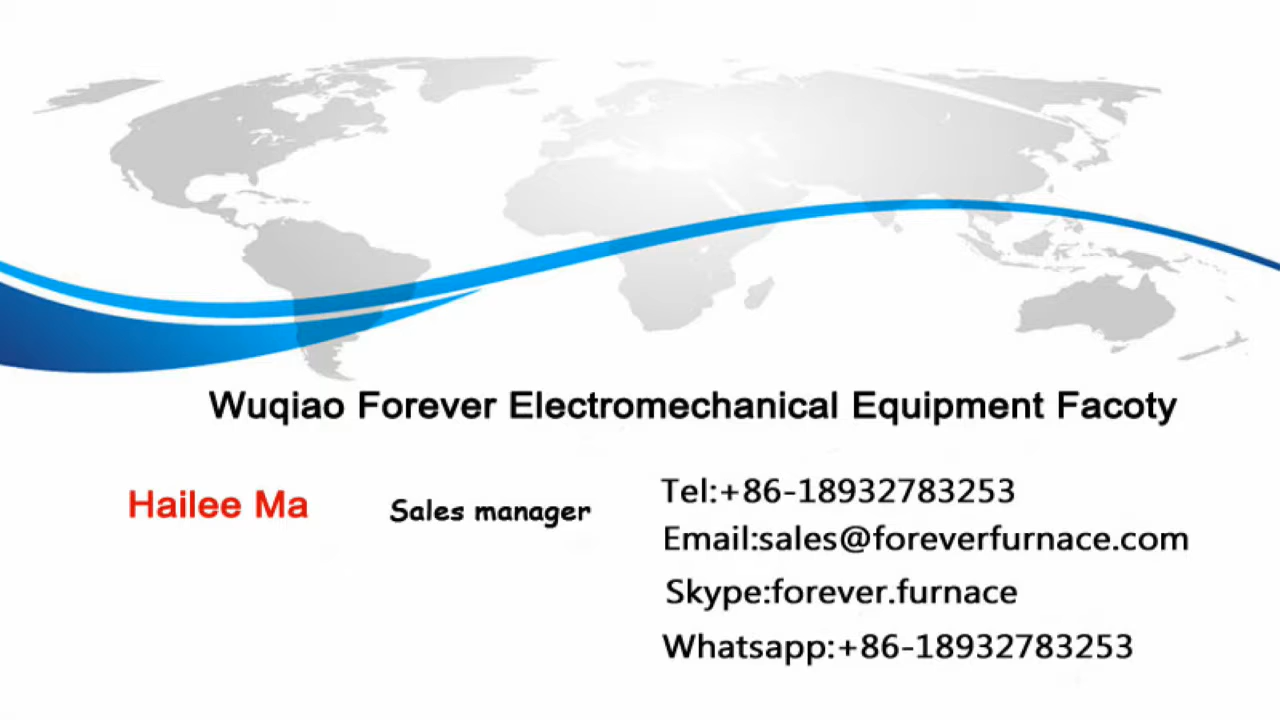 Wuqiao Forever Electromechanical Equipment Facoty
Hailee Ma
Sales manager
Tel:+86-18932783253
Email:sales@foreverfurnace.com
Skype:forever.furnace
Whatsapp:+86-18932783253